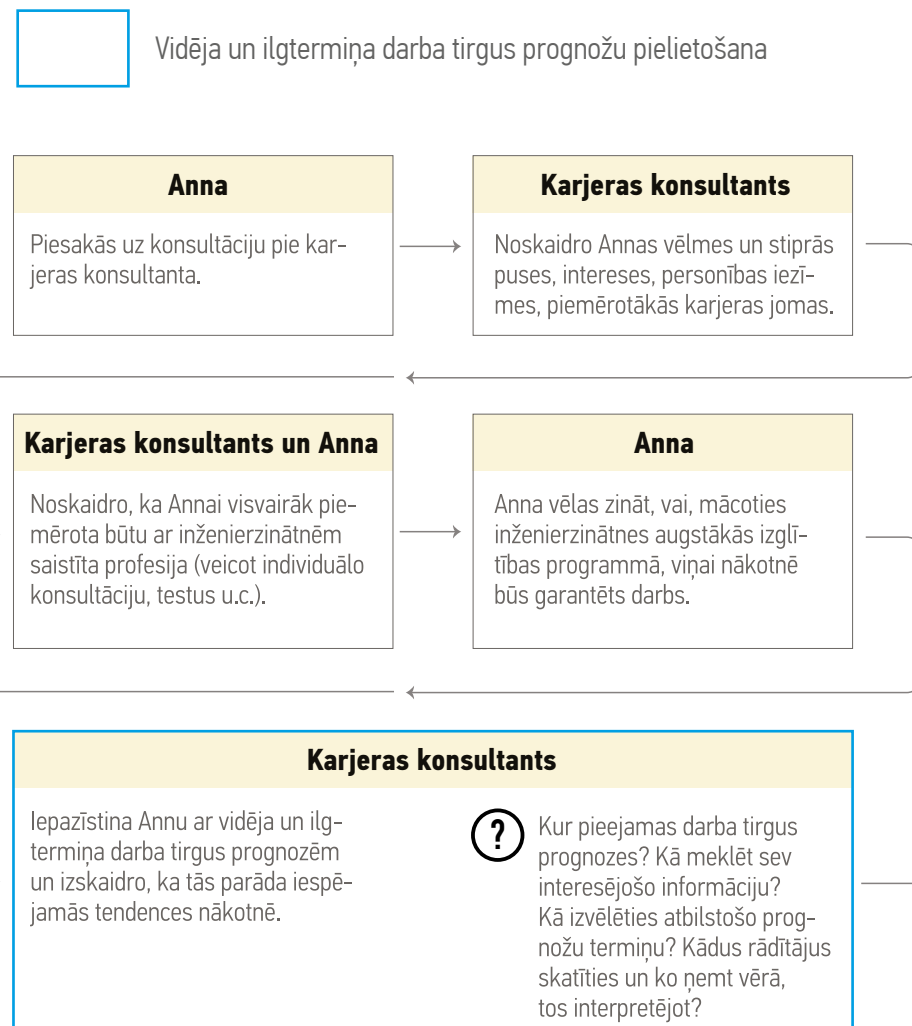 Vidēja un ilgtermiņa darba tirgus prognožu pielietošana
Anna
Piesakās uz konsultāciju pie kar-
jeras konsultanta.
Karjeras konsultants
Noskaidro Annas vēlmes un stiprās
puses, intereses, personības iezī-
mes, piemērotākās karjeras jomas.
Karjeras konsultants un Anna
Noskaidro, ka Annai visvairāk pie-
mērota būtu ar inženierzinātnēm
saistīta profesija (veicot individuālo
konsultāciju, testus u.c.).
Anna
Anna vēlas zināt, vai, mācoties
inženierzinātnes augstākās izglī-
tības programmā, viņai nākotnē
būs garantēts darbs.
Karjeras konsultants
Iepazīstina Annu ar vidēja un ilg-
termiņa darba tirgus prognozēm
un izskaidro, ka tās parāda iespē-
jamās tendences nākotnē.
?
Kur pieejamas darba tirgus
prognozes? Kā meklēt sev
interesējošo informāciju?
Kā izvēlēties atbilstošo prog-
nožu termiņu? Kādus rādītājus
skatīties un ko ņemt vērā,
tos interpretējot?